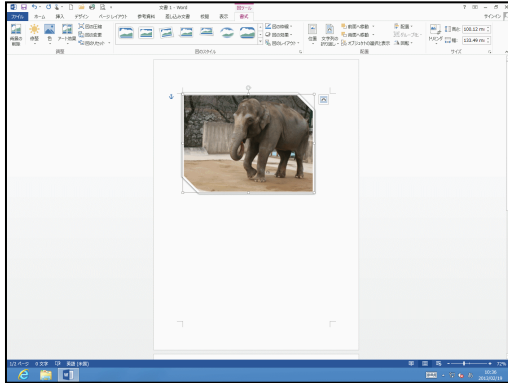 文書 1 - Word
図ツール
サインイン
ファイル ホーム 挿入 デザイン ページ レイアウト 参考資料 差し込み文書 校閲 表示 書式
背景の削除 修整 色 アート効果
図の圧縮
図の変更
図のリセット
図の枠線
図の効果
図のレイアウト
位置 文字列の折り返し
前面へ移動
背面へ移動
オブジェクトの選択と表示
配置
グループ化
回転
トリミング
高さ: 100.12 mm
幅: 133.49 mm
調整 図のスタイル 配置 サイズ
1/2 ページ 0 文字 英語 (米国)
72%
10:36
2013/02/19